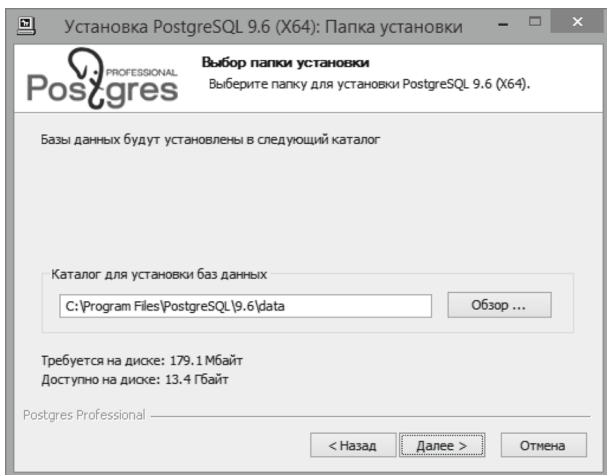 Установка PostgreSQL 9.6 (X64): Папка установки
PROFESSIONAL
Postgres
Выбор папки установки
Выберите папку для установки PostgreSQL 9.6 (X64).
Базы данных будут установлены в следующий каталог
Каталог для установки баз данных
C:\Program Files\PostgreSQL\9.6\data
Обзор ...
Требуется на диске: 179.1 Мбайт
Доступно на диске: 13.4 Гбайт
Postgres Professional
< Назад Далее > Отмена